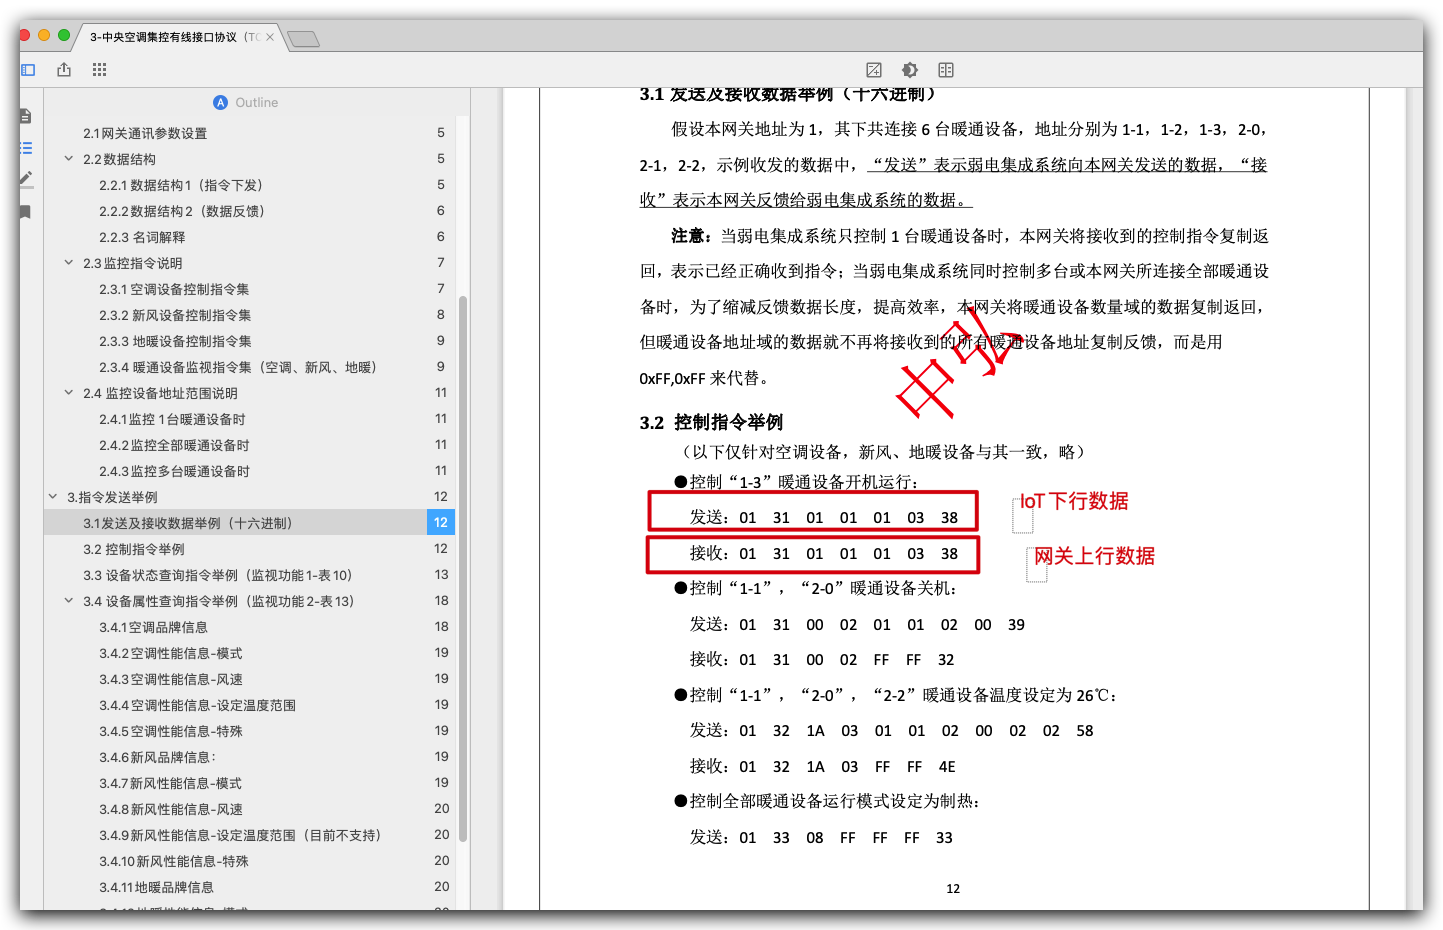 3-中央空调集控有线接口协议（TC
Outline
2.1网关通讯参数设置 5
2.2数据结构 5
2.2.1 数据结构1（指令下发） 5
2.2.2数据结构2（数据反馈） 6
2.2.3 名词解释 6
2.3监控指令说明 7
2.3.1 空调设备控制指令集 7
2.3.2 新风设备控制指令集 8
2.3.3 地暖设备控制指令集 9
2.3.4 暖通设备监视指令集（空调、新风、地暖） 9
2.4 监控设备地址范围说明 11
2.4.1监控 1台暖通设备时 11
2.4.2监控全部暖通设备时 11
2.4.3监控多台暖通设备时 11
3.指令发送举例 12
3.1发送及接收数据举例（十六进制） 12
3.2 控制指令举例 12
3.3 设备状态查询指令举例（监视功能1-表10） 13
3.4 设备属性查询指令举例（监视功能2-表13） 18
3.4.1空调品牌信息 18
3.4.2空调性能信息-模式 19
3.4.3空调性能信息-风速 19
3.4.4空调性能信息-设定温度范围 19
3.4.5空调性能信息-特殊 19
3.4.6新风品牌信息： 19
3.4.7新风性能信息-模式 19
3.4.8新风性能信息-风速 20
3.4.9新风性能信息-设定温度范围（目前不支持） 20
3.4.10新风性能信息-特殊 20
3.4.11地暖品牌信息 20
3.1 发送及接收数据举例（十六进制）
假设本网关地址为 1，其下共连接 6 台暖通设备，地址分别为 1-1，1-2，1-3，2-0，
2-1，2-2，示例收发的数据中，“发送”表示弱电集成系统向本网关发送的数据，“接
收”表示本网关反馈给弱电集成系统的数据。
注意：当弱电集成系统只控制 1 台暖通设备时，本网关将接收到的控制指令复制返
回，表示已经正确收到指令；当弱电集成系统同时控制多台或本网关所连接全部暖通设
备时，为了缩减反馈数据长度，提高效率，本网关将暖通设备数量域的数据复制返回，
但暖通设备地址域的数据就不再将接收到的所有暖通设备地址复制反馈，而是用
0xFF,0xFF 来代替。
中弘
3.2 控制指令举例
（以下仅针对空调设备，新风、地暖设备与其一致，略）
●控制“1-3”暖通设备开机运行：
发送：01 31 01 01 01 03 38
IoT下行数据
接收：01 31 01 01 01 03 38
网关上行数据
●控制“1-1”，“2-0”暖通设备关机：
发送：01 31 00 02 01 01 02 00 39
接收：01 31 00 02 FF FF 32
●控制“1-1”，“2-0”，“2-2”暖通设备温度设定为 26℃：
发送：01 32 1A 03 01 01 02 00 02 02 58
接收：01 32 1A 03 FF FF 4E
●控制全部暖通设备运行模式设定为制热：
发送：01 33 08 FF FF FF 33
12